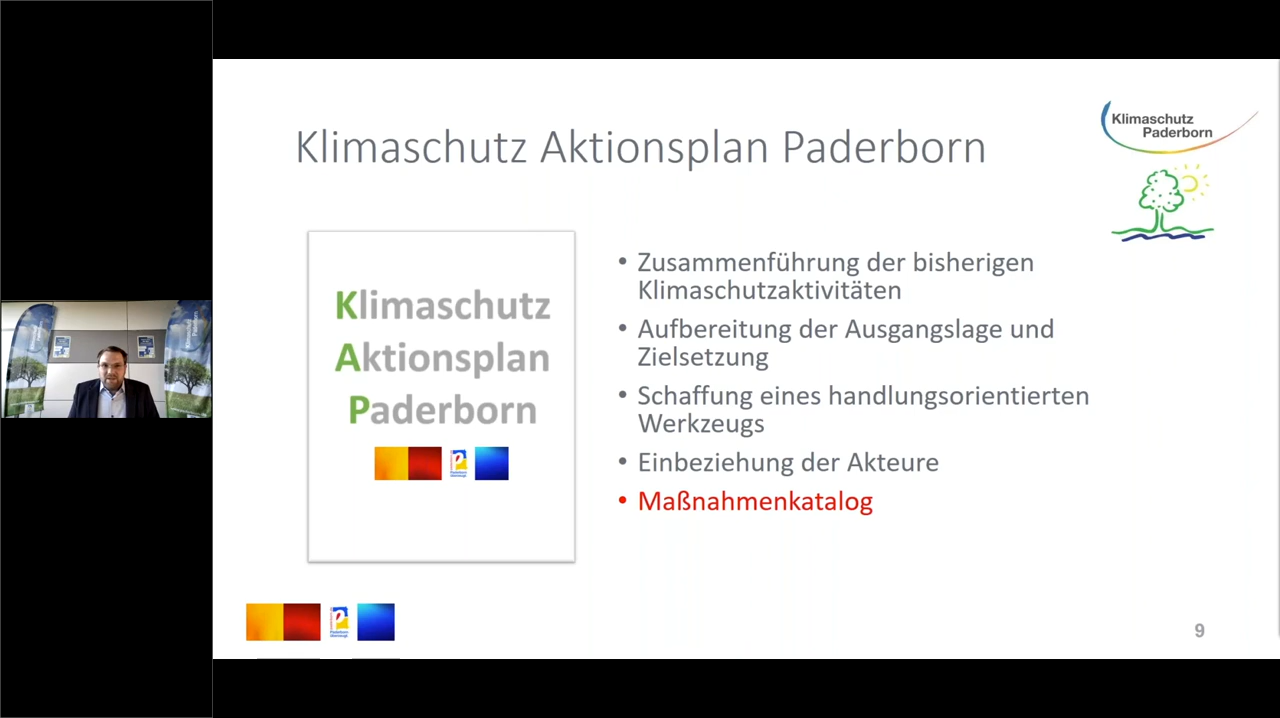 Klimaschutz Aktionsplan Paderborn
Klimaschutz
Paderborn
Klimaschutz
Aktionsplan
Paderborn
• Zusammenführung der bisherigen
Klimaschutzaktivitäten
• Aufbereitung der Ausgangslage und
Zielsetzung
• Schaffung eines handlungsorientierten
Werkzeugs
• Einbeziehung der Akteure
• Maßnahmenkatalog
9